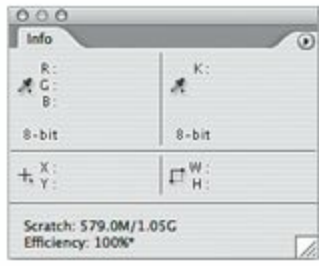 Info
R:
G:
B:
8-bit
K:
8-bit
X:
Y:
W:
H:
Scratch: 579.0M/1.05G
Efficiency: 100%*